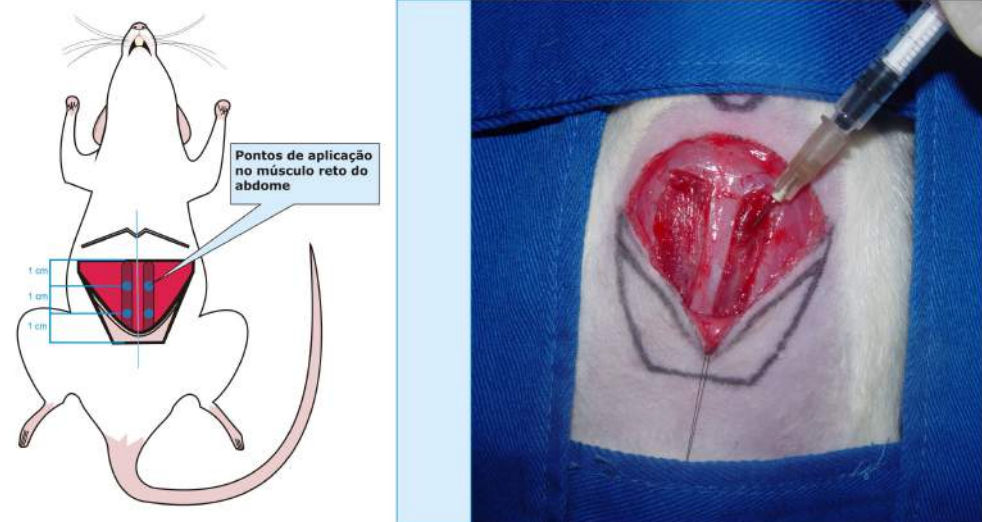 Pontos de aplicação
no músculo reto do
abdome
1 cm
1 cm
1 cm